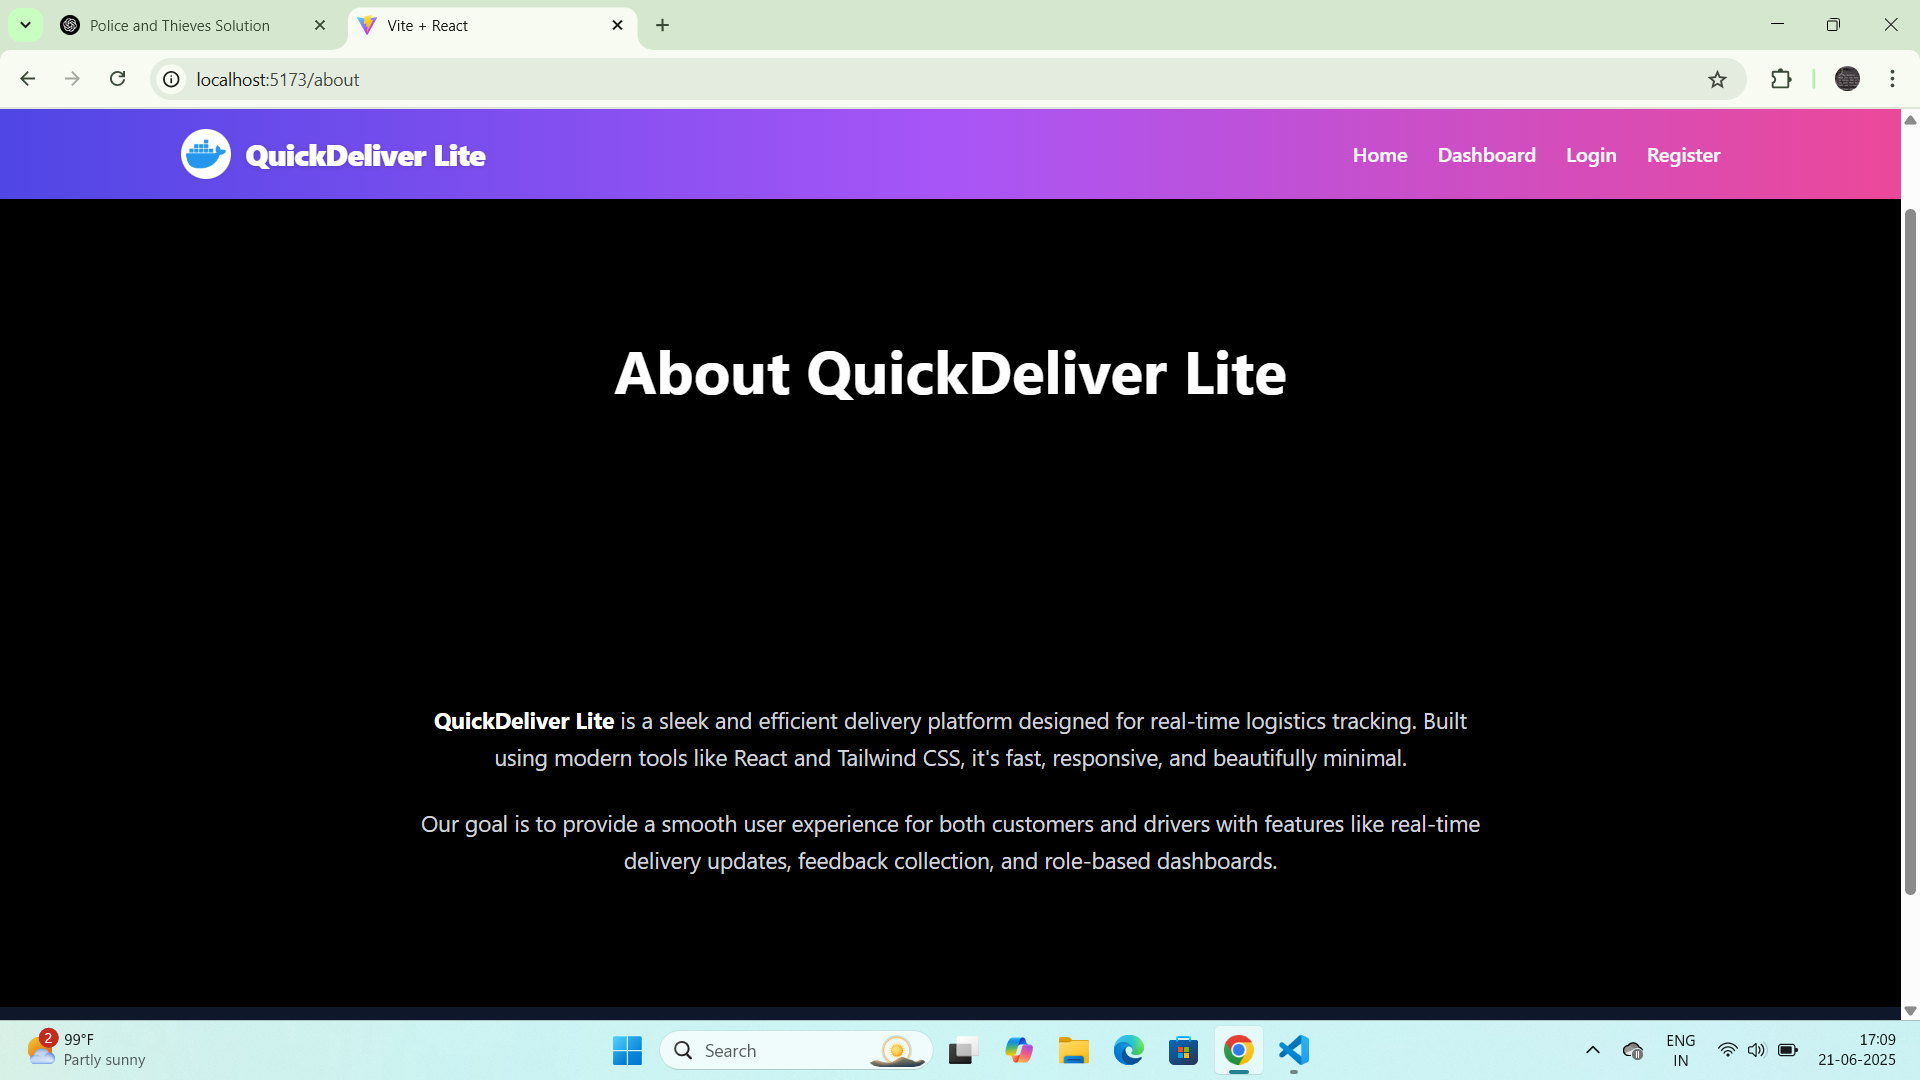 Police and Thieves Solution
Vite + React
localhost:5173/about
QuickDeliver Lite
Home
Dashboard
Login
Register
About QuickDeliver Lite
QuickDeliver Lite is a sleek and efficient delivery platform designed for real-time logistics tracking. Built
using modern tools like React and Tailwind CSS, it's fast, responsive, and beautifully minimal.
Our goal is to provide a smooth user experience for both customers and drivers with features like real-time
delivery updates, feedback collection, and role-based dashboards.
2
99°F
Partly sunny
Search
ENG
IN
17:09
21-06-2025